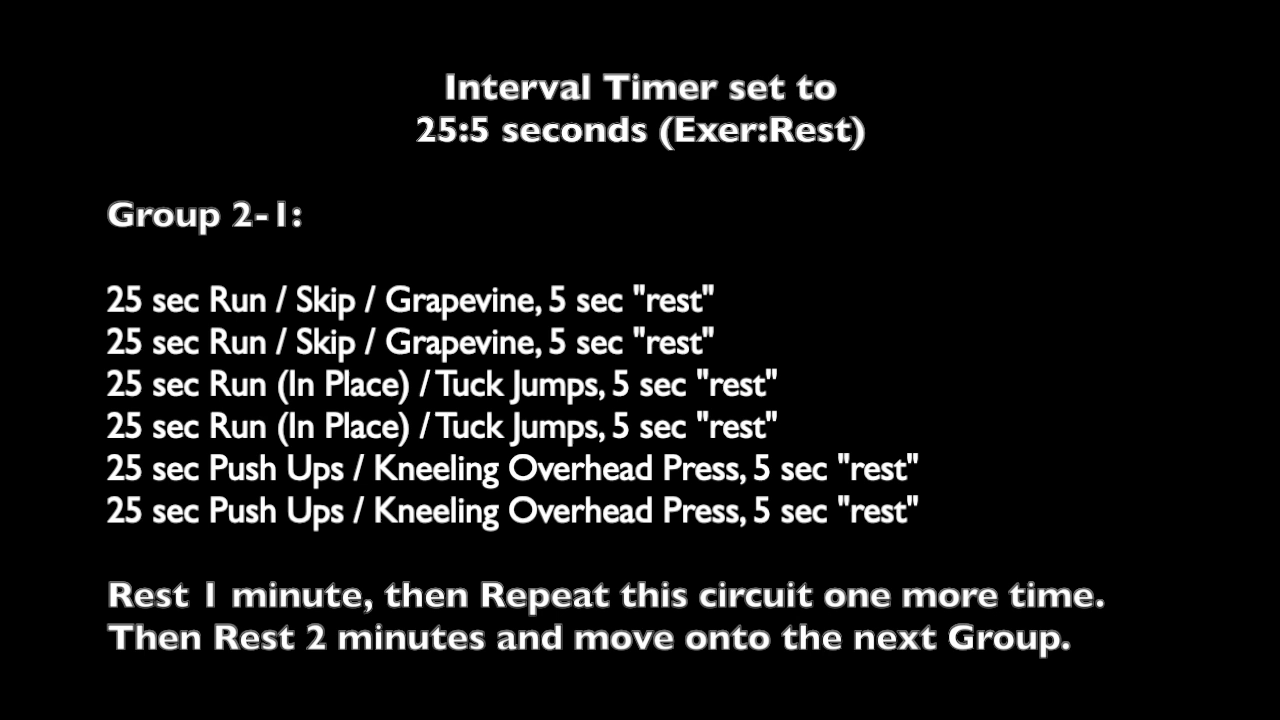 Interval Timer set to
25:5 seconds (Exer:Rest)
Group 2-1:
25 sec Run / Skip / Grapevine, 5 sec "rest"
25 sec Run / Skip / Grapevine, 5 sec "rest"
25 sec Run (In Place) / Tuck Jumps, 5 sec "rest"
25 sec Run (In Place) / Tuck Jumps, 5 sec "rest"
25 sec Push Ups / Kneeling Overhead Press, 5 sec "rest"
25 sec Push Ups / Kneeling Overhead Press, 5 sec "rest"
Rest 1 minute, then Repeat this circuit one more time.
Then Rest 2 minutes and move onto the next Group.